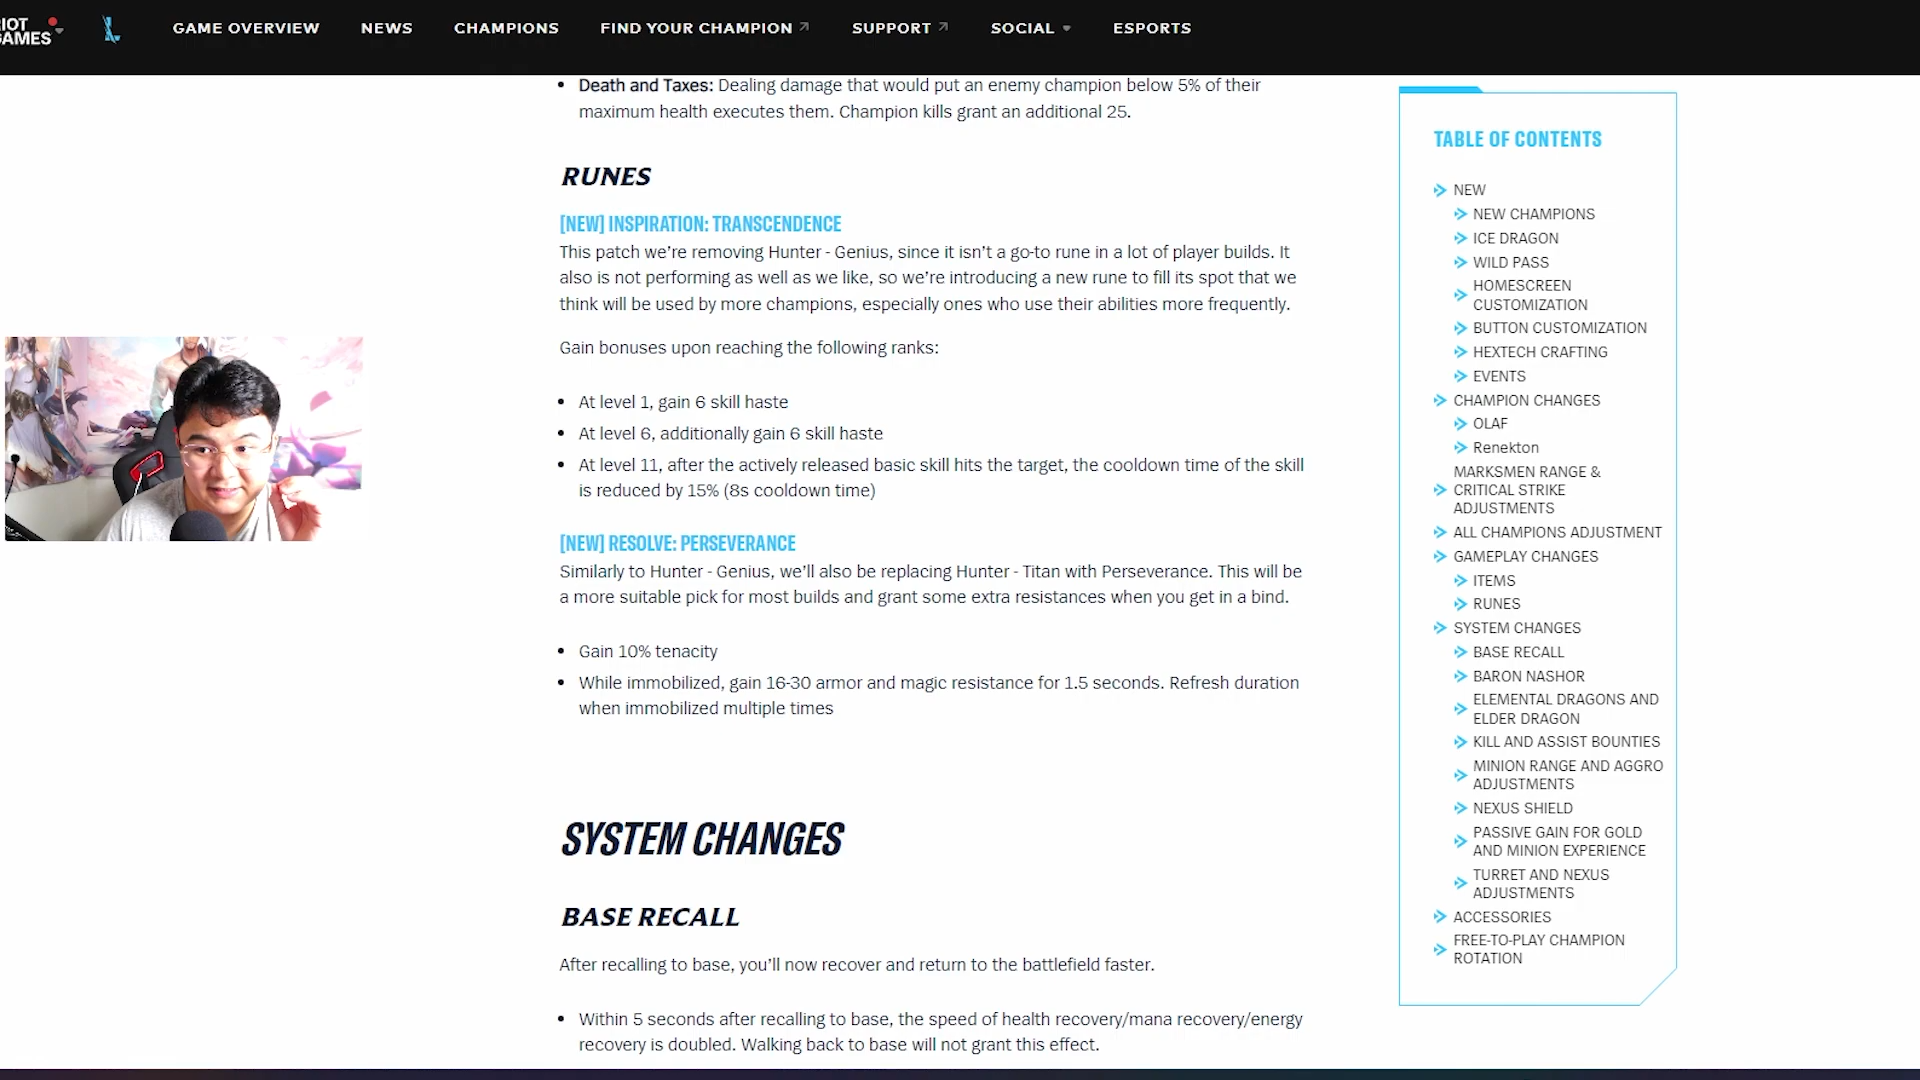 RIOT
GAMES
GAME OVERVIEW
NEWS
CHAMPIONS
FIND YOUR CHAMPION
SUPPORT
SOCIAL
ESPORTS
Death and Taxes: Dealing damage that would put an enemy champion below 5% of their
maximum health executes them. Champion kills grant an additional 25.
RUNES
[NEW] INSPIRATION: TRANSCENDENCE
This patch we’re removing Hunter - Genius, since it isn’t a go-to rune in a lot of player builds. It
also is not performing as well as we like, so we’re introducing a new rune to fill its spot that we
think will be used by more champions, especially ones who use their abilities more frequently.
Gain bonuses upon reaching the following ranks:
At level 1, gain 6 skill haste
At level 6, additionally gain 6 skill haste
At level 11, after the actively released basic skill hits the target, the cooldown time of the skill
is reduced by 15% (8s cooldown time)
[NEW] RESOLVE: PERSEVERANCE
Similarly to Hunter - Genius, we’ll also be replacing Hunter - Titan with Perseverance. This will be
a more suitable pick for most builds and grant some extra resistances when you get in a bind.
Gain 10% tenacity
While immobilized, gain 16-30 armor and magic resistance for 1.5 seconds. Refresh duration
when immobilized multiple times
SYSTEM CHANGES
BASE RECALL
After recalling to base, you’ll now recover and return to the battlefield faster.
Within 5 seconds after recalling to base, the speed of health recovery/mana recovery/energy
recovery is doubled. Walking back to base will not grant this effect.
TABLE OF CONTENTS
NEW
NEW CHAMPIONS
ICE DRAGON
WILD PASS
HOMESCREEN
CUSTOMIZATION
BUTTON CUSTOMIZATION
HEXTECH CRAFTING
EVENTS
CHAMPION CHANGES
OLAF
Renekton
MARKSMEN RANGE &
CRITICAL STRIKE
ADJUSTMENTS
ALL CHAMPIONS ADJUSTMENT
GAMEPLAY CHANGES
ITEMS
RUNES
SYSTEM CHANGES
BASE RECALL
BARON NASHOR
ELEMENTAL DRAGONS AND
ELDER DRAGON
KILL AND ASSIST BOUNTIES
MINION RANGE AND AGGRO
ADJUSTMENTS
NEXUS SHIELD
PASSIVE GAIN FOR GOLD
AND MINION EXPERIENCE
TURRET AND NEXUS
ADJUSTMENTS
ACCESSORIES
FREE-TO-PLAY CHAMPION
ROTATION